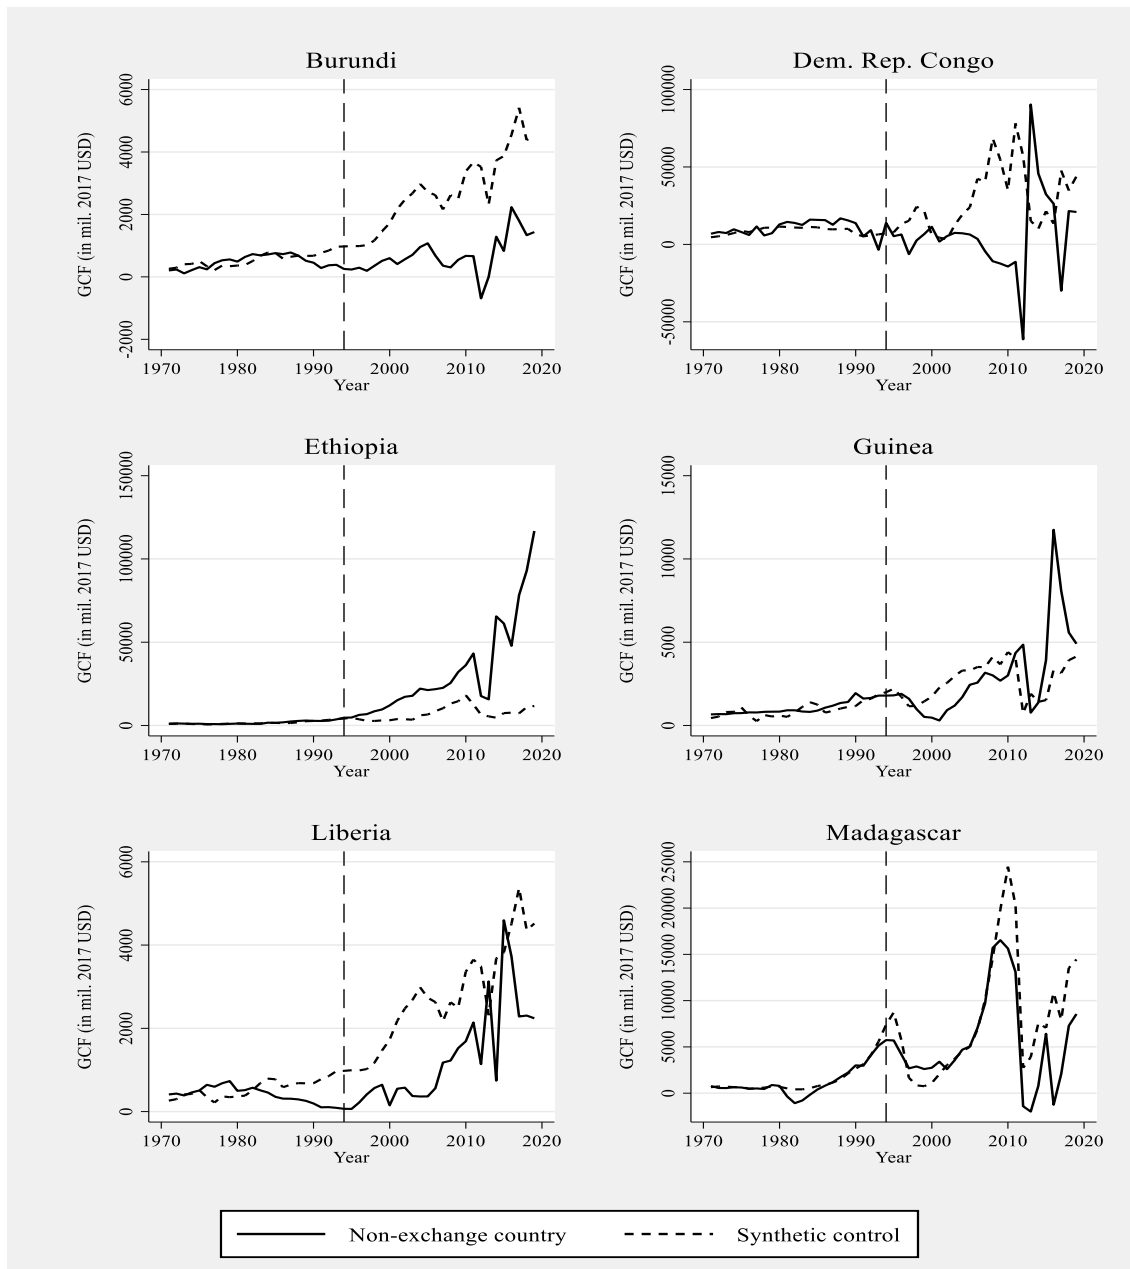 Burundi
GCF (in mil. 2017 USD)
6000
4000
2000
0
-2000
1970 1980 1990 2000 2010 2020
Year
Dem. Rep. Congo
GCF (in mil. 2017 USD)
100000
50000
0
-50000
1970 1980 1990 2000 2010 2020
Year
Ethiopia
GCF (in mil. 2017 USD)
150000
100000
50000
0
1970 1980 1990 2000 2010 2020
Year
Guinea
GCF (in mil. 2017 USD)
15000
10000
5000
0
1970 1980 1990 2000 2010 2020
Year
Liberia
GCF (in mil. 2017 USD)
6000
4000
2000
0
1970 1980 1990 2000 2010 2020
Year
Madagascar
GCF (in mil. 2017 USD)
25000
20000
15000
10000
5000
0
1970 1980 1990 2000 2010 2020
Year
Non-exchange country Synthetic control